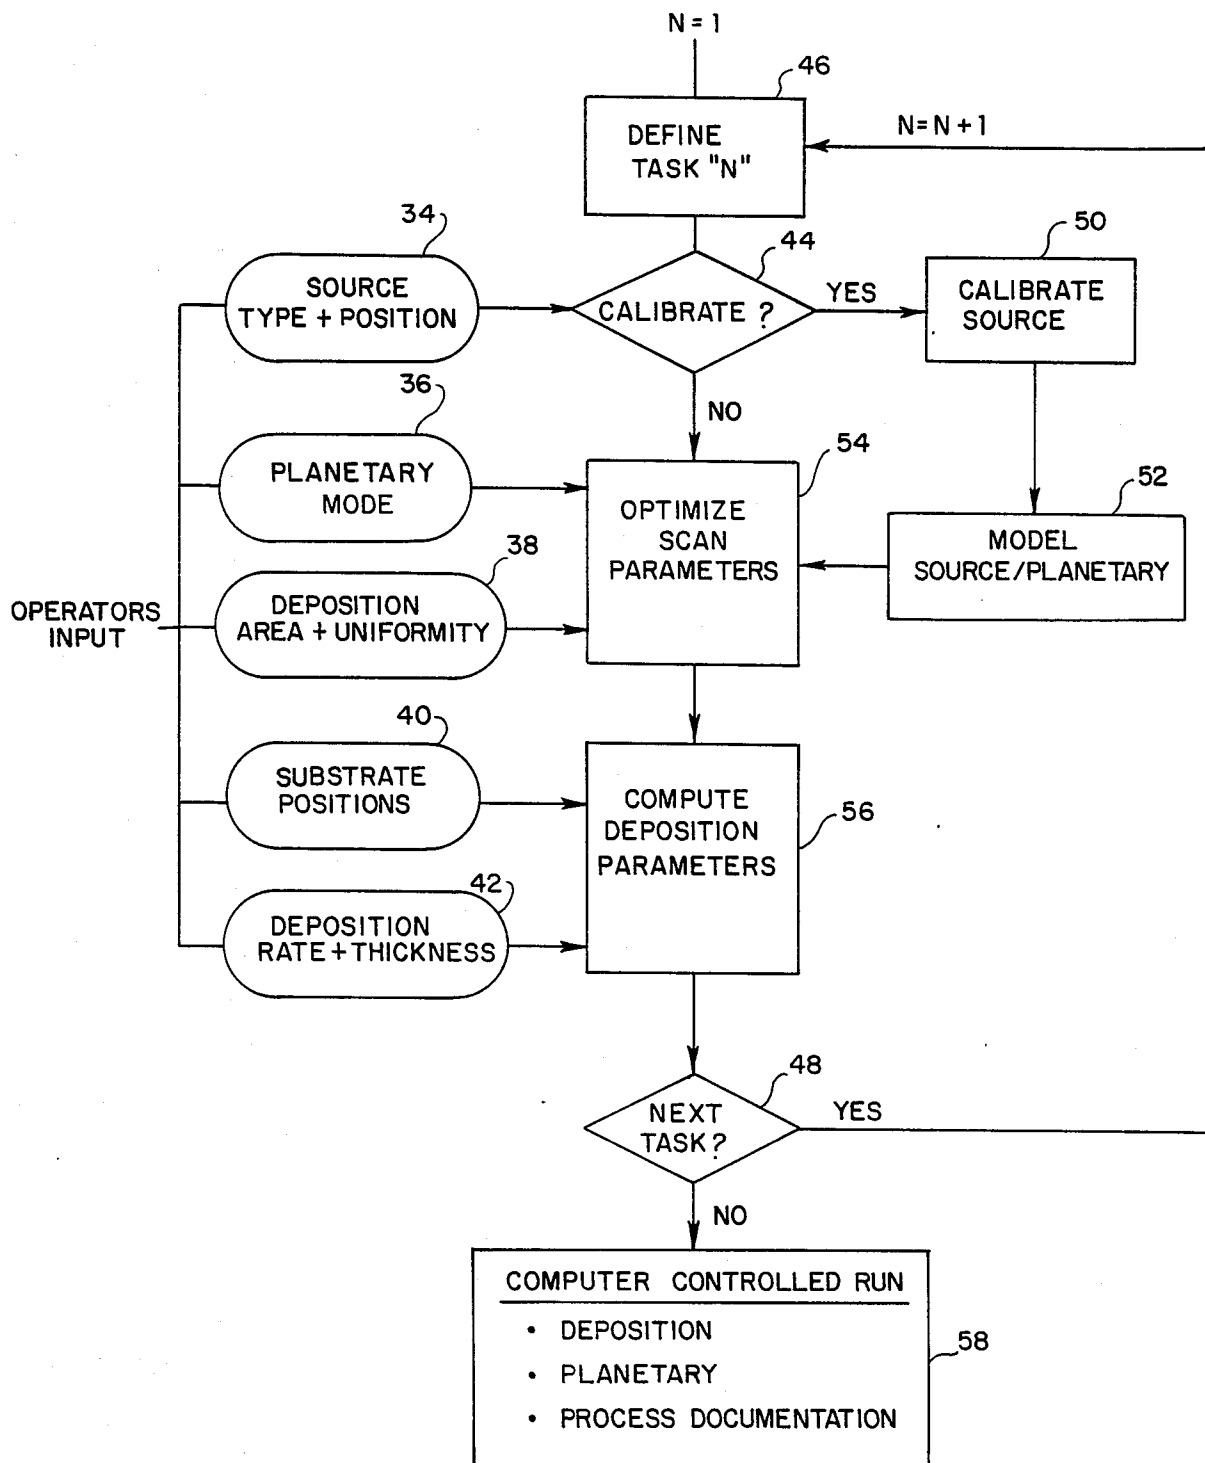 N = 1
46
DEFINE
TASK "N"
N = N + 1
34
SOURCE
TYPE + POSITION
44
CALIBRATE ?
YES
50
CALIBRATE
SOURCE
NO
36
PLANETARY
MODE
54
OPTIMIZE
SCAN
PARAMETERS
52
MODEL
SOURCE/PLANETARY
38
DEPOSITION
AREA + UNIFORMITY
OPERATORS
INPUT
40
SUBSTRATE
POSITIONS
COMPUTE
DEPOSITION
PARAMETERS
56
42
DEPOSITION
RATE + THICKNESS
48
NEXT
TASK ?
YES
NO
COMPUTER CONTROLLED RUN
• DEPOSITION
• PLANETARY
• PROCESS DOCUMENTATION
58